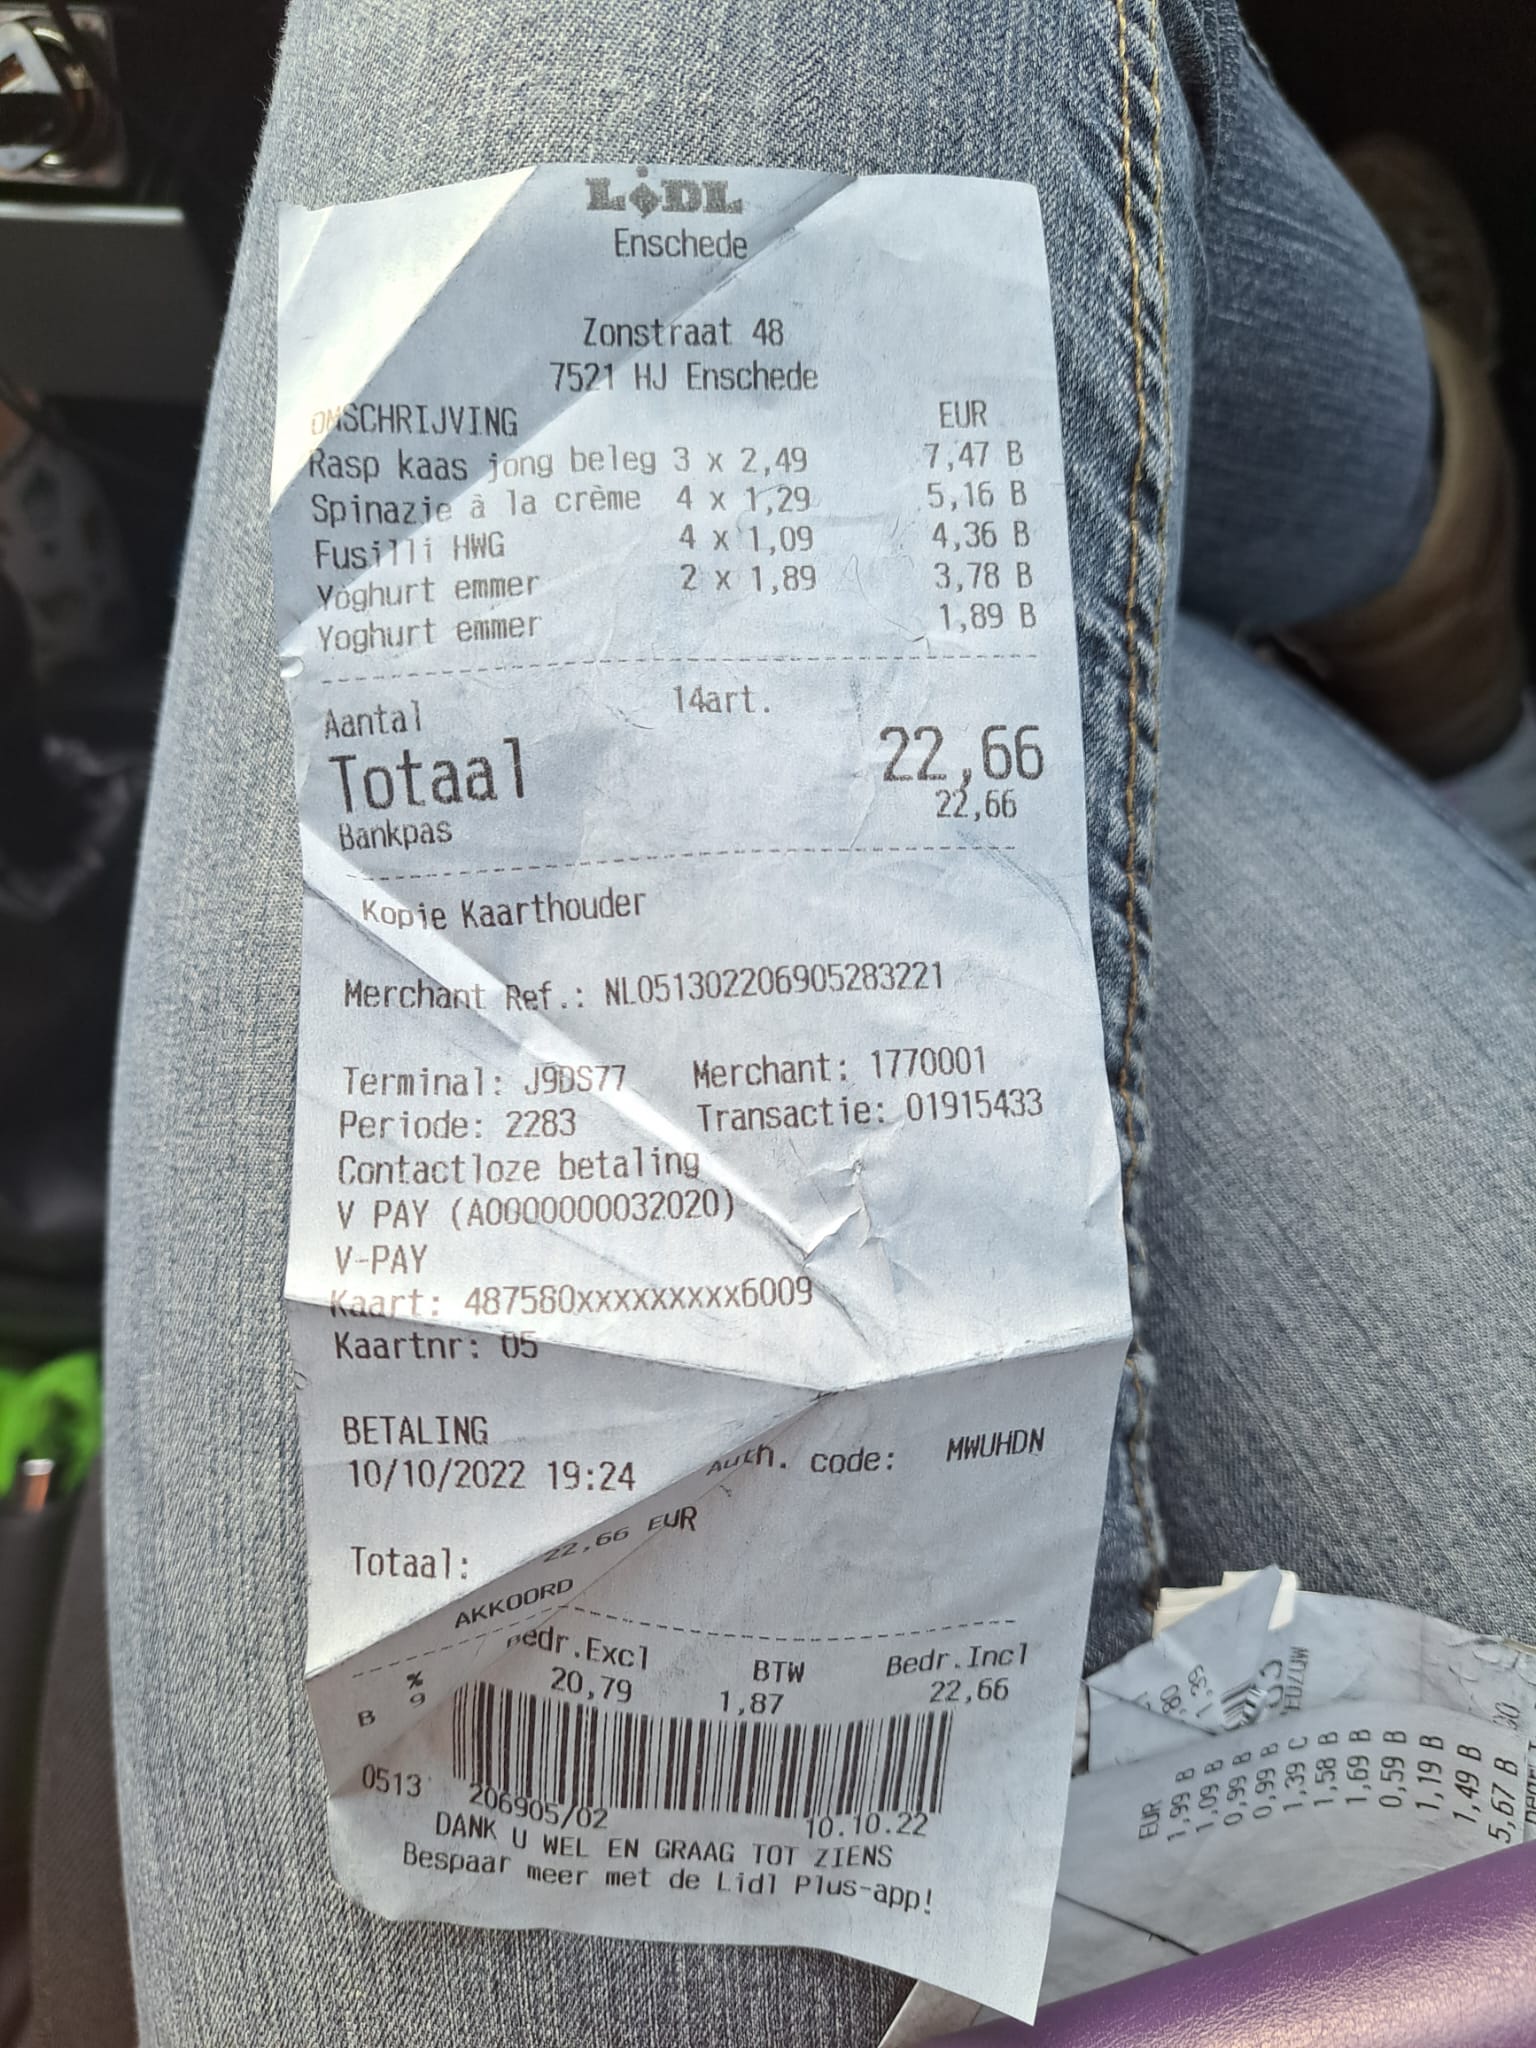 LIDL
Enschede
Zonstraat 48
7521 HJ Enschede
OMSCHRIJVING EUR
Rasp kaas jong beleg 3 x 2,49 7,47 B
Spinazie à la crème 4 x 1,29 5,16 B
Fusilli HWG 4 x 1,09 4,36 B
Yoghurt emmer 2 x 1,89 3,78 B
Yoghurt emmer 1,89 B
Aantal 14art.
Totaal 22,66
Bankpas 22,66
Kopie Kaarthouder
Merchant Ref.: NL051302206905283221
Terminal: J9DS77 Merchant: 1770001
Periode: 2283 Transactie: 01915433
Contactloze betaling
V PAY (A0000000032020)
V-PAY
Kaart: 487580xxxxxxxxx6009
Kaartnr: 05
BETALING
10/10/2022 19:24 Auth. code: MWUHDN
Totaal: 22,66 EUR
AKKOORD
% Bedr.Excl BTW Bedr.Incl
B 9 20,79 1,87 22,66
0513 206905/02 10.10.22
DANK U WEL EN GRAAG TOT ZIENS
Bespaar meer met de Lidl Plus-app!
EUR
1,99 B
1,09 B
0,99 B
0,99 B
1,39 C
1,58 B
1,69 B
0,59 B
1,19 B
1,49 B
5,67 B